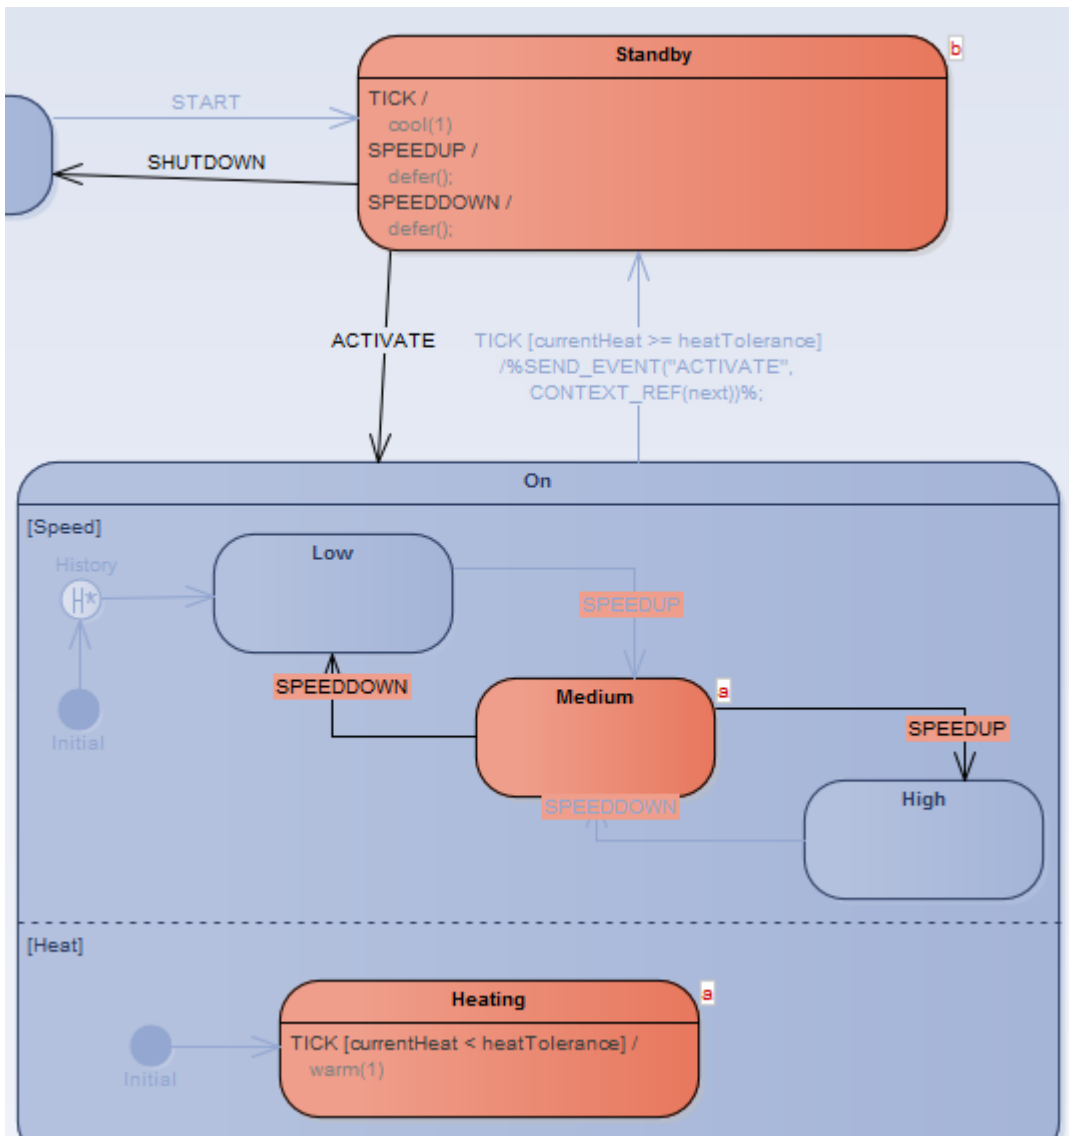 Standby
b
START
TICK /
cool(1)
SPEEDUP /
defer();
SPEEDDOWN /
defer();
SHUTDOWN
ACTIVATE
TICK [currentHeat >= heatTolerance]
/%SEND_EVENT("ACTIVATE",
CONTEXT_REF(next))%;
On
[Speed]
History
H*
Initial
Low
SPEEDUP
SPEEDDOWN
Medium
a
SPEEDUP
SPEEDDOWN
High
[Heat]
Initial
Heating
a
TICK [currentHeat < heatTolerance] /
warm(1)